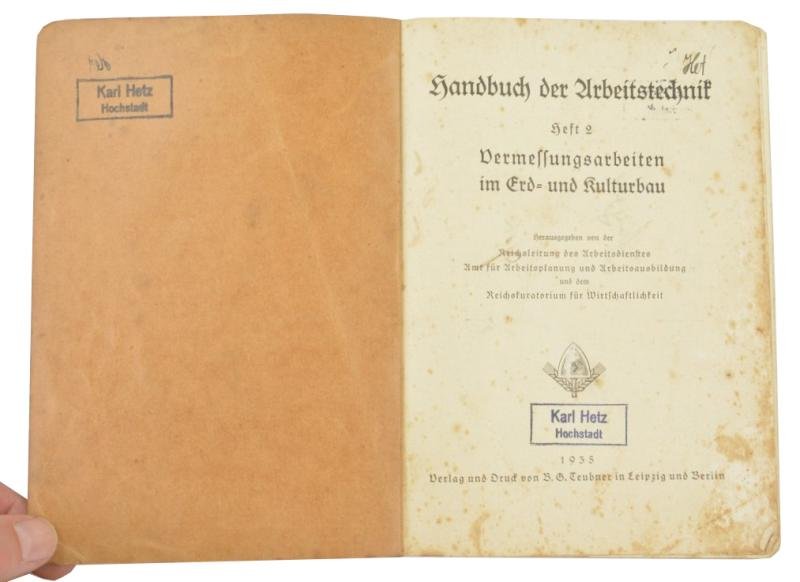 Karl Hetz
Hochstadt
Het
Handbuch der Arbeitstechnik
Heft 2
Vermessungsarbeiten
im Erd= und Kulturbau
Herausgegeben von der
Reichsleitung des Arbeitsdienstes
Amt für Arbeitsplanung und Arbeitsausbildung
und dem
Reichskuratorium für Wirtschaftlichkeit
Karl Hetz
Hochstadt
1935
Verlag und Druck von B. G. Teubner in Leipzig und Berlin